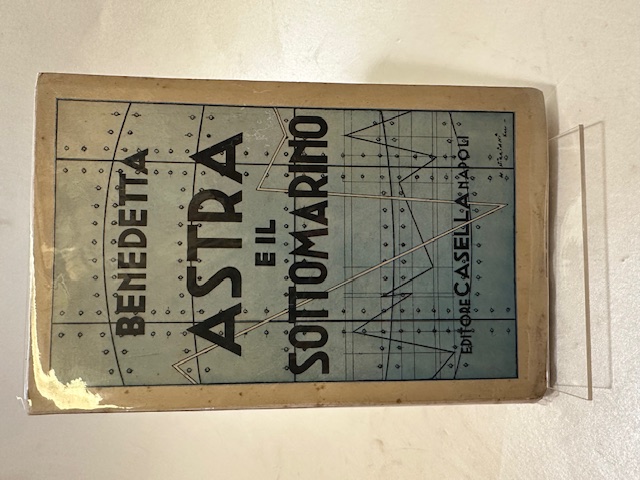 BENEDETTA
ASTRA
E IL
SOTTOMARINO
EDITORE CASELLA NAPOLI